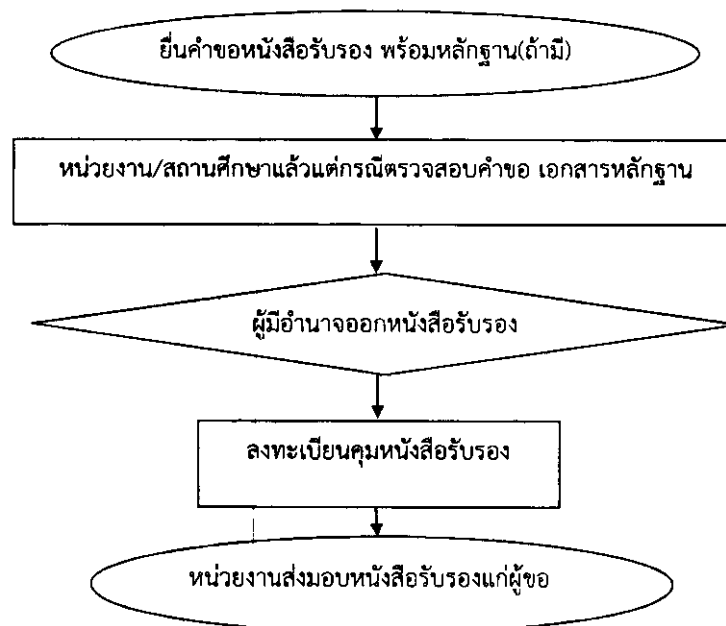 ยื่นคำขอหนังสือรับรอง พร้อมหลักฐาน(ถ้ามี)
หน่วยงาน/สถานศึกษาแล้วแต่กรณีตรวจสอบคำขอ เอกสารหลักฐาน
ผู้มีอำนาจออกหนังสือรับรอง
ลงทะเบียนคุมหนังสือรับรอง
หน่วยงานส่งมอบหนังสือรับรองแก่ผู้ขอ